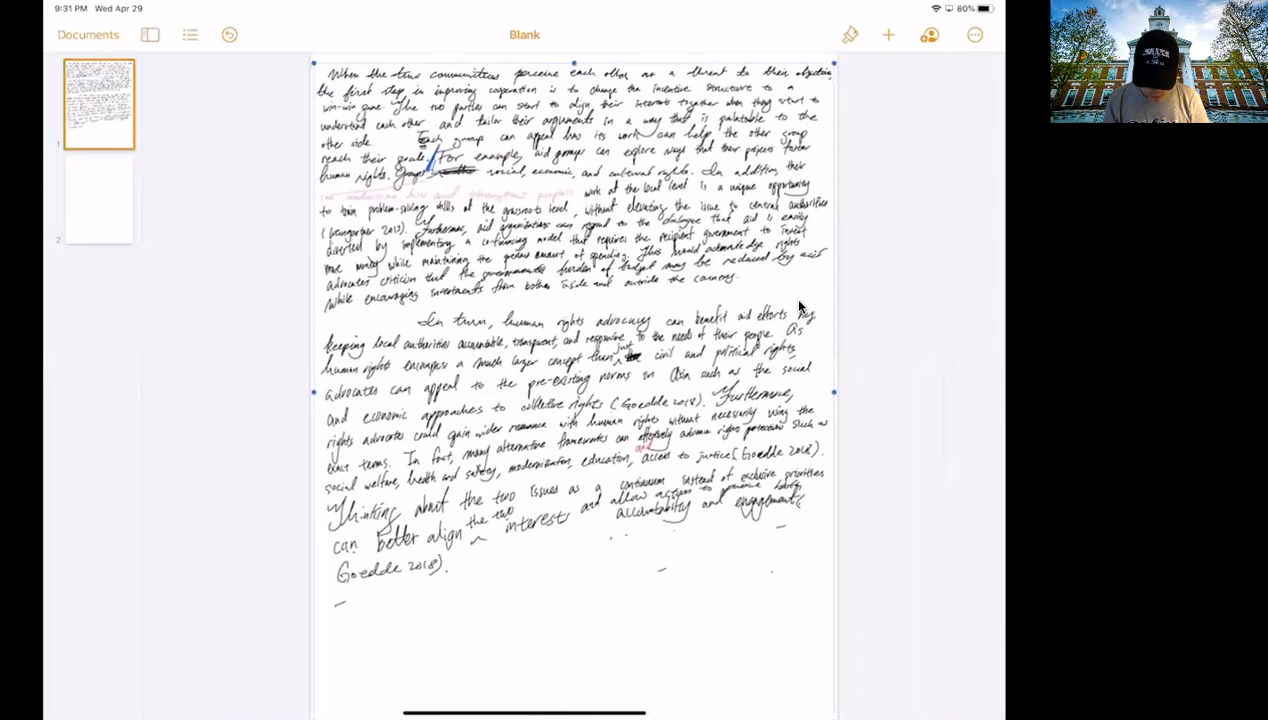 9:31 PM Wed Apr 29
80%
Documents
Blank
When the two communities perceive each other as a threat to their objective,
the first step in improving cooperation is to change the incentive structure to a
win-win game. The two parties can start to align their interests together when they start to
understand each other and tailor their arguments in a way that is palatable to the
other side. Each group can appeal how its work can help the other group
reach their goals. For example, aid groups can explore ways that their projects foster
human rights. Groups social, economic, and cultural rights. In addition, their
work at the local level is a unique opportunity
to train problem-solving skills at the grassroots level, without elevating the issue to central authorities
2013). Furthermore, aid organizations can respond to the dialogue that aid is easily
diverted by implementing a co-financing model that requires the recipient government to invest
more money while maintaining the amount of spending. This would acknowledge rights
advocates criticism that the government's burden of budget may be reduced by aid
while encouraging investments from both inside and outside the country.
In turn, human rights advocacy can benefit aid efforts by
keeping local authorities accountable, transparent, and responsive to the needs of their people. As
human rights encompass a much larger concept than just civil and political rights,
advocates can appeal to the pre-existing norms in Asia such as the social
and economic approaches to collective rights (Goedde 2018). Furthermore,
rights advocates could gain wider resonance with human rights without necessarily using the
exact terms. In fact, many alternative frameworks can effectively advance rights protection such as
social welfare, health and safety, modernization, education, and access to justice (Goedde 2018).
Thinking about the two issues as a continuum instead of exclusive priorities
can better align the two interests and allow actors to both
accountability and engagement (
Goedde 2018).
1
2